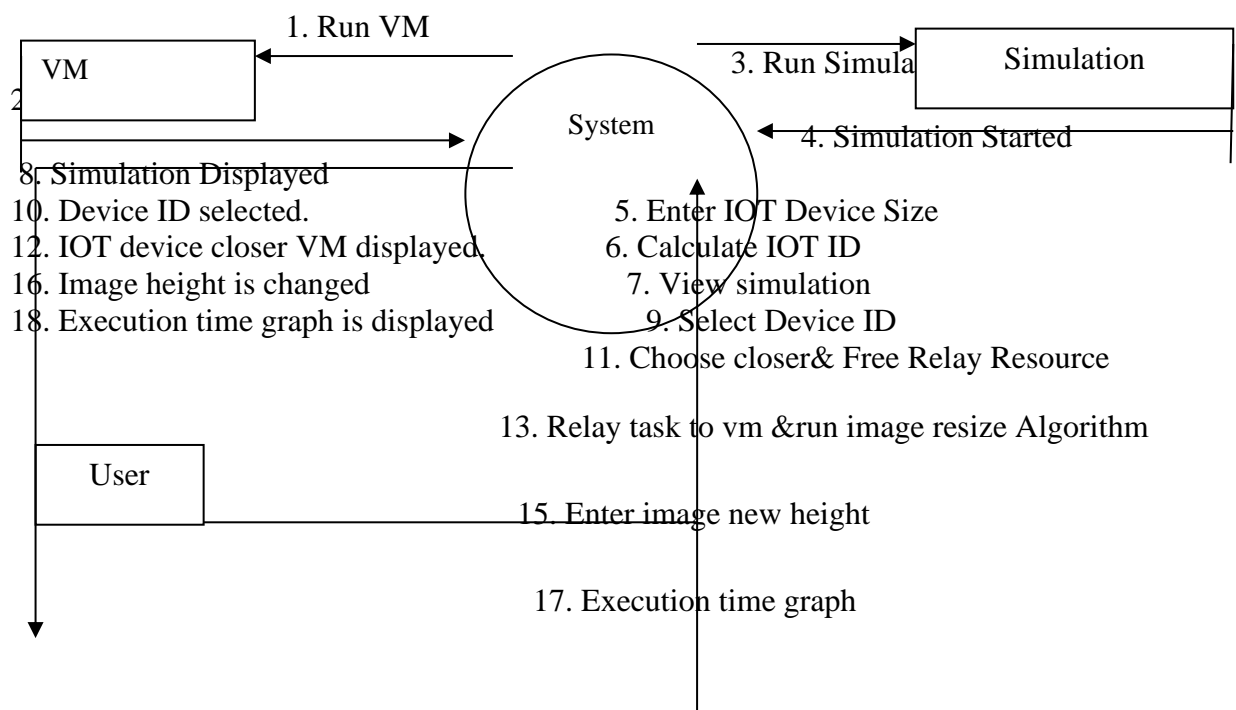 1. Run VM
VM
3. Run Simula
Simulation
2
System
4. Simulation Started
8. Simulation Displayed
10. Device ID selected.
12. IOT device closer VM displayed.
16. Image height is changed
18. Execution time graph is displayed
5. Enter IOT Device Size
6. Calculate IOT ID
7. View simulation
9. Select Device ID
11. Choose closer& Free Relay Resource
13. Relay task to vm &run image resize Algorithm
User
15. Enter image new height
17. Execution time graph